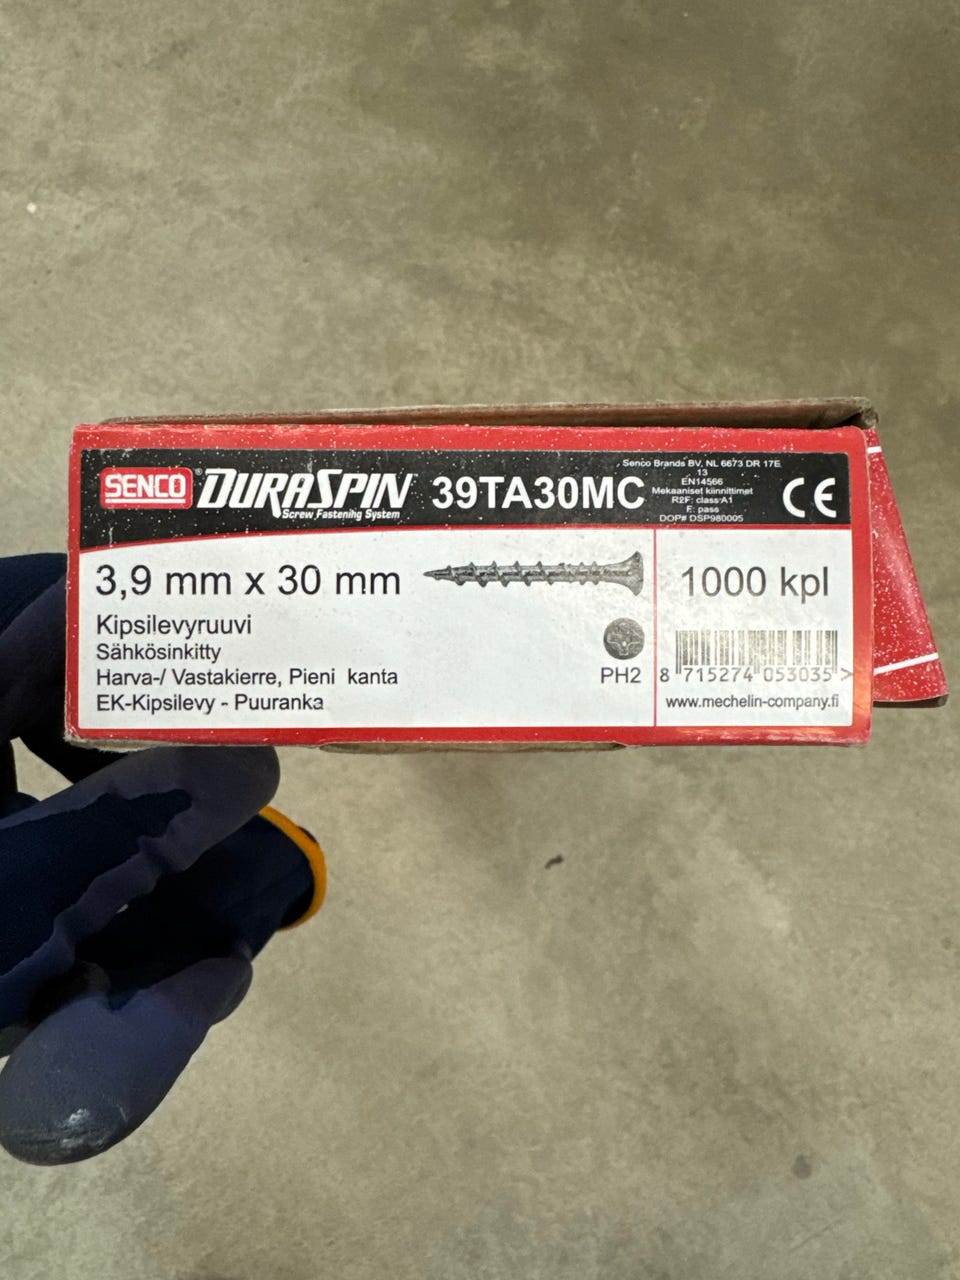 SENCO® DURASPIN
Screw Fastening System
39TA30MC
Senco Brands BV, NL 6673 DR 17E
13
EN14566
Mekaaniset kiinnittimet
R2F: class A1
F: pass
DOP# DSP980005
CE
3,9 mm x 30 mm
Kipsilevyruuvi
Sähkösinkitty
Harva-/ Vastakierre, Pieni kanta
EK-Kipsilevy - Puuranka
PH2
1000 kpl
8 715274 053035 >
www.mechelin-company.fi